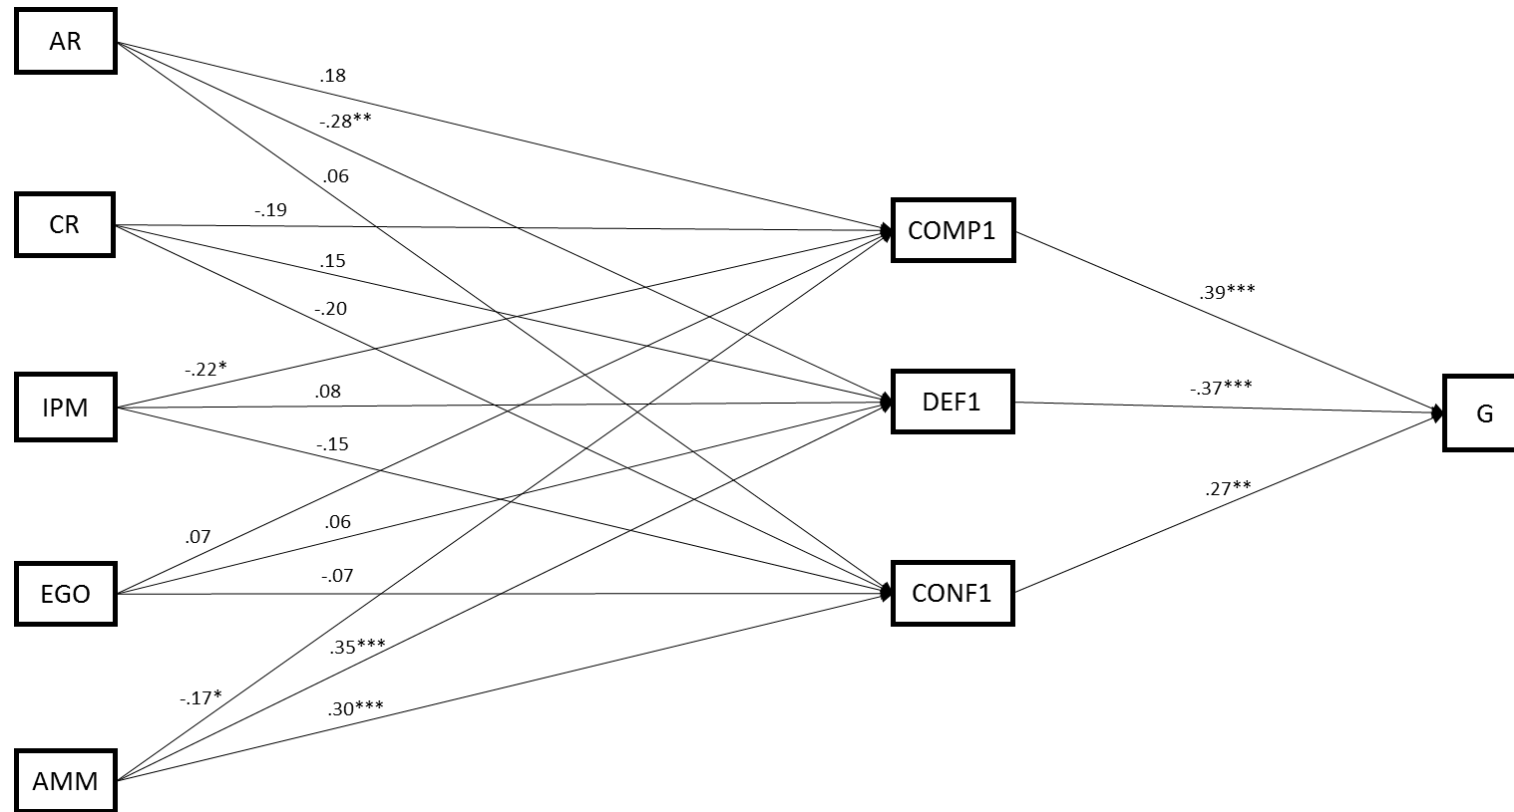 AR
.18
-.28**
.06
CR
-.19
.15
-.20
COMP1
.39***
IPM
-.22*
.08
-.15
DEF1
-.37***
G
.27**
EGO
.07
.06
-.07
CONF1
AMM
-.17*
.35***
.30***